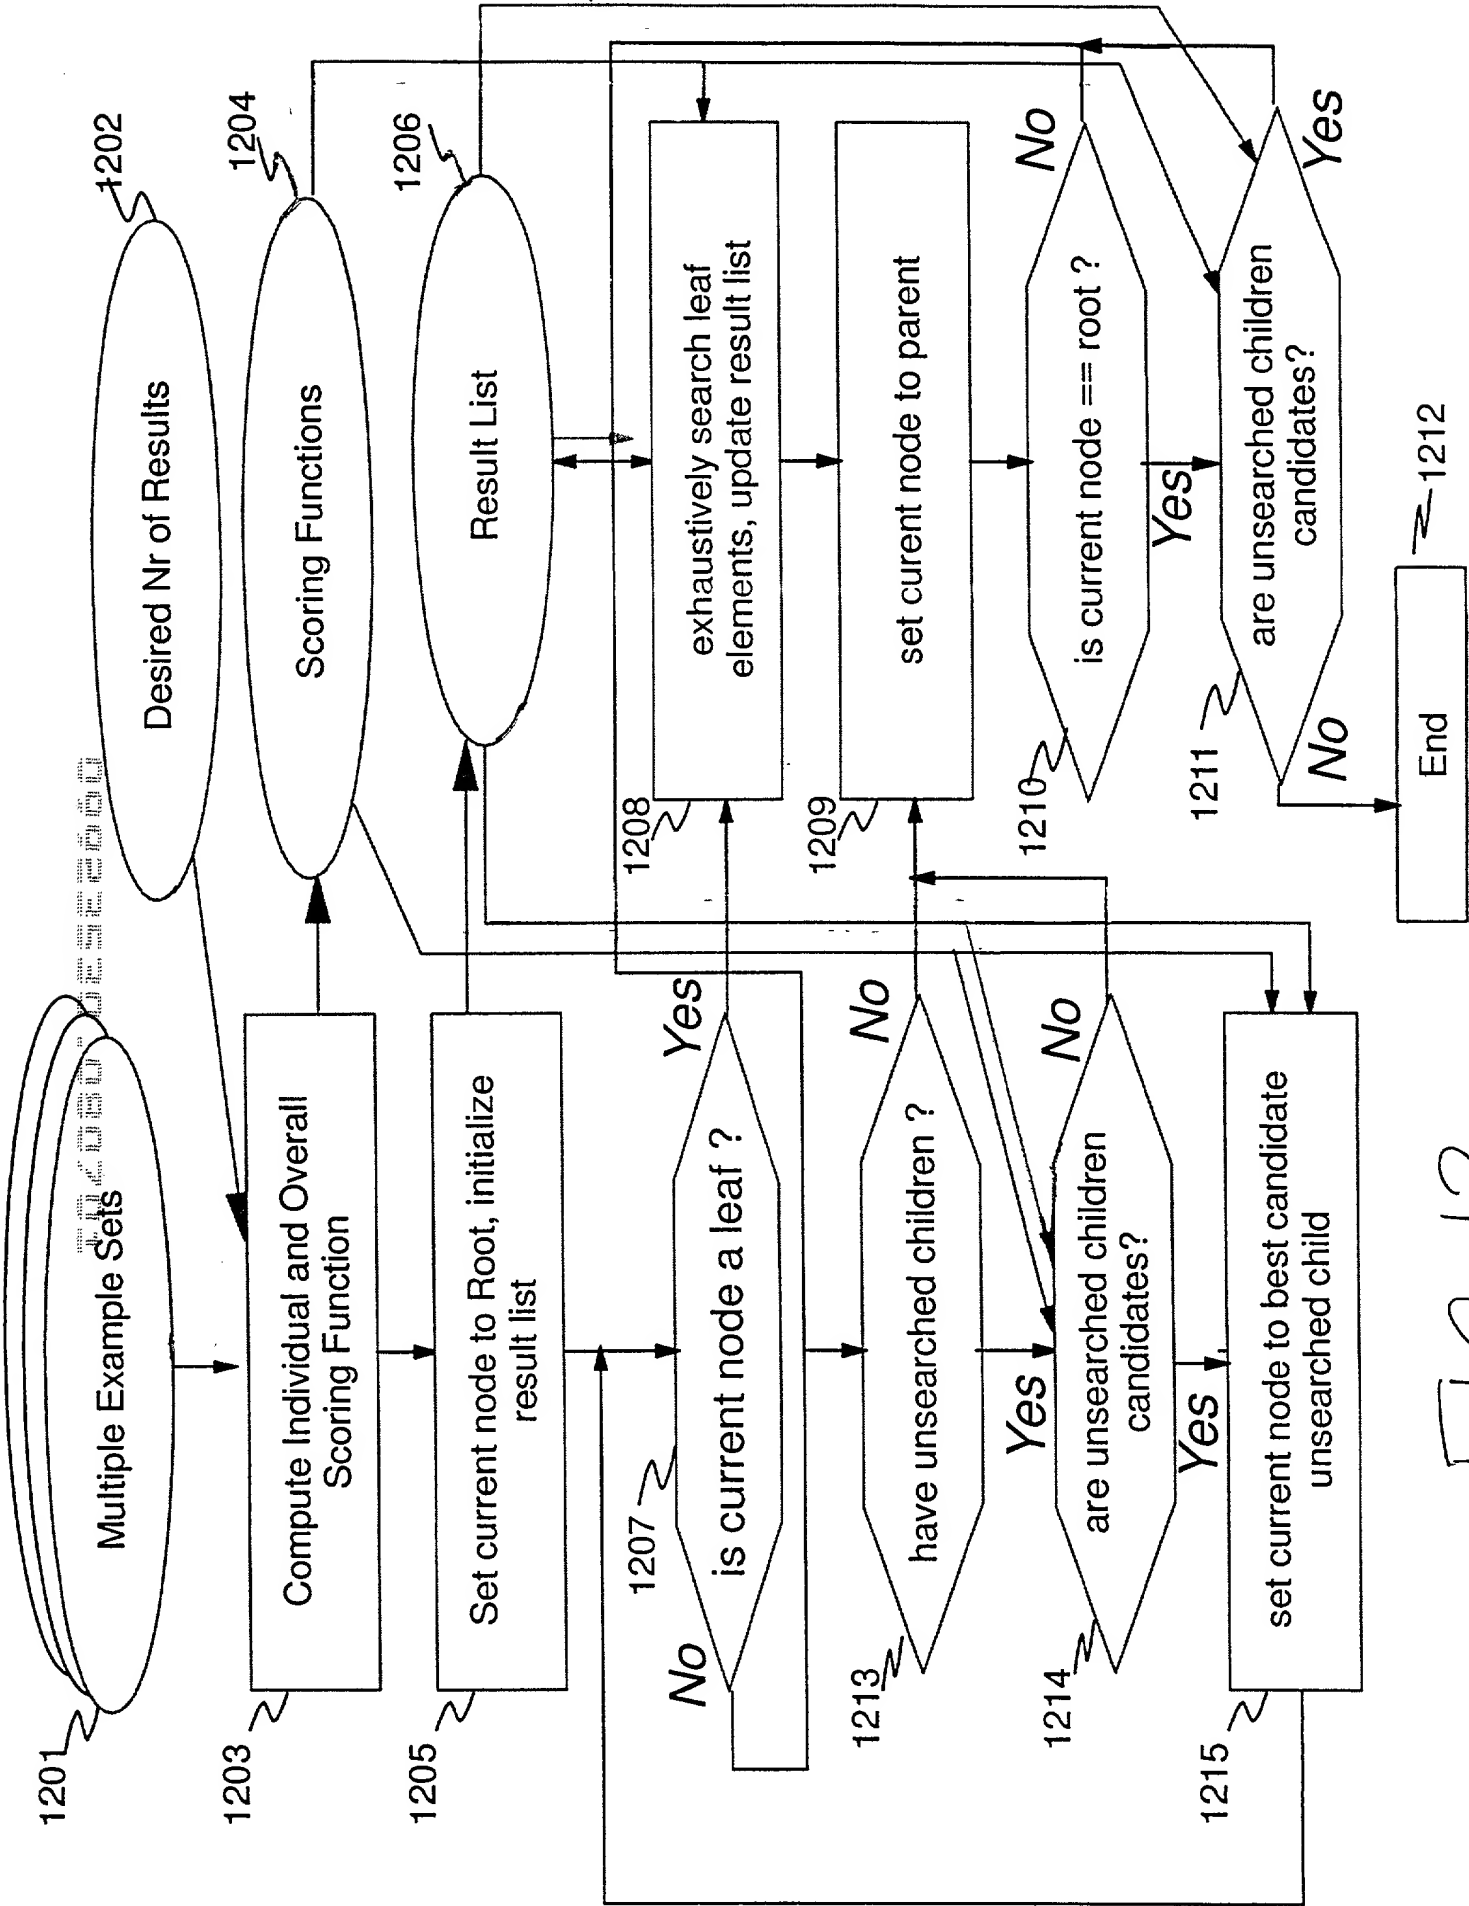 1201
Multiple Example Sets
1202
Desired Nr of Results
1203
Compute Individual and Overall
Scoring Function
1204
Scoring Functions
1205
Set current node to Root, initialize
result list
1206
Result List
1207
is current node a leaf ?
No
Yes
1208
exhaustively search leaf
elements, update result list
1213
have unsearched children ?
No
Yes
1209
set curent node to parent
1214
are unsearched children
candidates?
No
Yes
1210
is current node == root ?
No
Yes
1215
set current node to best candidate
unsearched child
1211
are unsearched children
candidates?
Yes
No
End
1212